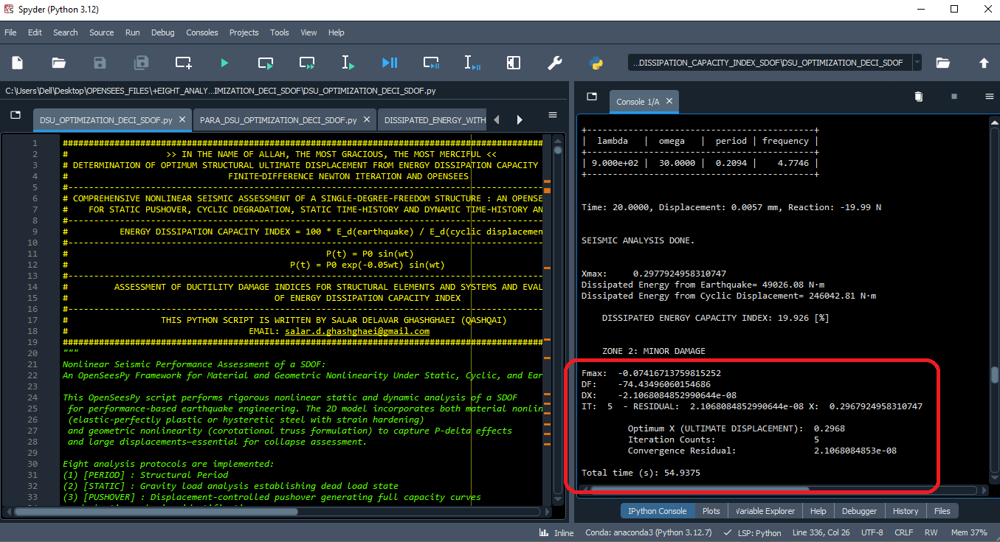 Spyder (Python 3.12)
File Edit Search Source Run Debug Consoles Projects Tools View Help
...DISSIPATION_CAPACITY_INDEX_SDOF\DSU_OPTIMIZATION_DECI_SDOF
C:\Users\Dell\Desktop\OPENSEES_FILES\+EIGHT_ANALY...IMIZATION_DECI_SDOF\DSU_OPTIMIZATION_DECI_SDOF.py
DSU_OPTIMIZATION_DECI_SDOF.py PARA_DSU_OPTIMIZATION_DECI_SDOF.py DISSIPATED_ENERGY_WITH
1 ##########################################################################################
2 # >> IN THE NAME OF ALLAH, THE MOST GRACIOUS, THE MOST MERCIFUL <<
3 # DETERMINATION OF OPTIMUM STRUCTURAL ULTIMATE DISPLACEMENT FROM ENERGY DISSIPATION CAPACITY
4 # FINITE-DIFFERENCE NEWTON ITERATION AND OPENSEES
5 #------------------------------------------------------------------------------------------
6 # COMPREHENSIVE NONLINEAR SEISMIC ASSESSMENT OF A SINGLE-DEGREE-FREEDOM STRUCTURE : AN OPENSE
7 # FOR STATIC PUSHOVER, CYCLIC DEGRADATION, STATIC TIME-HISTORY AND DYNAMIC TIME-HISTORY AN
8 #------------------------------------------------------------------------------------------
9 # ENERGY DISSIPATION CAPACITY INDEX = 100 * E_d(earthquake) / E_d(cyclic displacemen
10 #------------------------------------------------------------------------------------------
11 # P(t) = P0 sin(wt)
12 # P(t) = P0 exp(-0.05wt) sin(wt)
13 #------------------------------------------------------------------------------------------
14 # ASSESSMENT OF DUCTILITY DAMAGE INDICES FOR STRUCTURAL ELEMENTS AND SYSTEMS AND EVAL
15 # OF ENERGY DISSIPATION CAPACITY INDEX
16 #------------------------------------------------------------------------------------------
17 # THIS PYTHON SCRIPT IS WRITTEN BY SALAR DELAVAR GHASHGHAEI (QASHQAI)
18 # EMAIL: salar.d.ghashghaei@gmail.com
19 ##########################################################################################
20 """
21 Nonlinear Seismic Performance Assessment of a SDOF:
22 An OpenSeesPy Framework for Material and Geometric Nonlinearity Under Static, Cyclic, and Ear
23
24 This OpenSeesPy script performs rigorous nonlinear static and dynamic analysis of a SDOF
25 for performance-based earthquake engineering. The 2D model incorporates both material nonlin
26 (elastic-perfectly plastic or hysteretic steel with strain hardening)
27 and geometric nonlinearity (corotational truss formulation) to capture P-delta effects
28 and large displacements—essential for collapse assessment.
29
30 Eight analysis protocols are implemented:
31 (1) [PERIOD] : Structural Period
32 (2) [STATIC] : Gravity load analysis establishing dead load state
33 (3) [PUSHOVER] : Displacement-controlled pushover generating full capacity curves
Console 1/A
+--------------------------------------------+
| lambda | omega | period | frequency |
+--------------------------------------------+
| 9.000e+02 | 30.0000 | 0.2094 | 4.7746 |
+--------------------------------------------+
Time: 20.0000, Displacement: 0.0057 mm, Reaction: -19.99 N
SEISMIC ANALYSIS DONE.
Xmax: 0.2977924958310747
Dissipated Energy from Earthquake= 49026.08 N·m
Dissipated Energy from Cyclic Displacement= 246042.81 N·m
DISSIPATED ENERGY CAPACITY INDEX: 19.926 [%]
ZONE 2: MINOR DAMAGE
Fmax: -0.07416713759815252
DF: -74.43496060154686
DX: -2.1068084852990644e-08
IT: 5 - RESIDUAL: 2.1068084852990644e-08 X: 0.2967924958310747
Optimum X (ULTIMATE DISPLACEMENT): 0.2968
Iteration Counts: 5
Convergence Residual: 2.1068084853e-08
Total time (s): 54.9375
IPython Console Plots Variable Explorer Help Debugger History Files
Inline Conda: anaconda3 (Python 3.12.7) LSP: Python Line 336, Col 26 UTF-8 CRLF RW Mem 37%